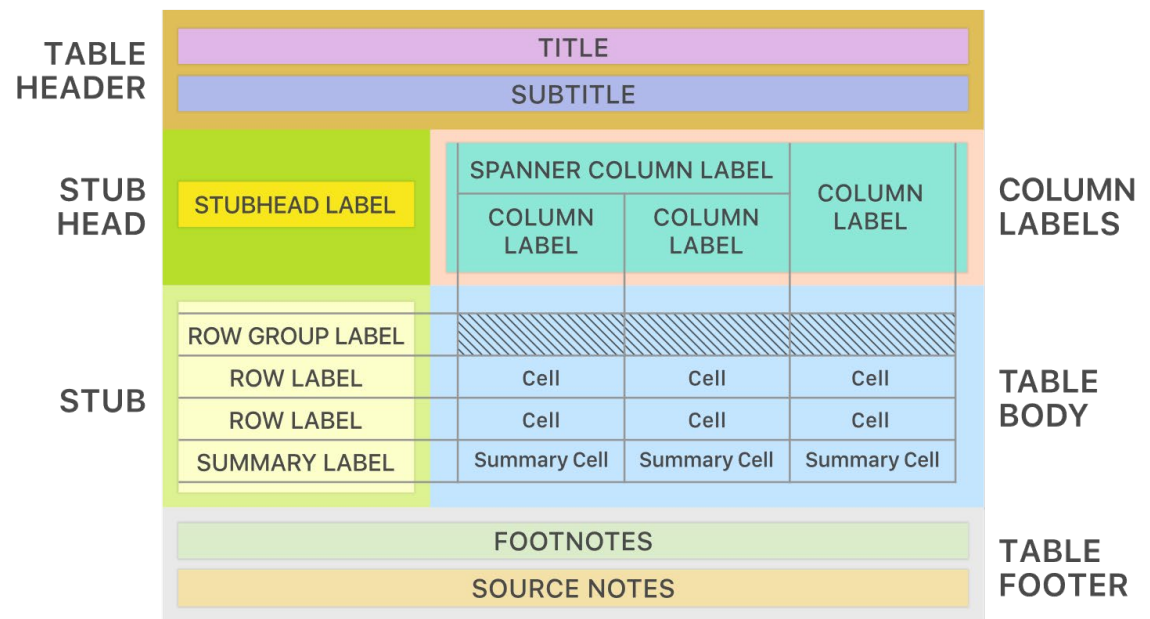 TABLE
HEADER
TITLE
SUBTITLE
STUB
HEAD
STUBHEAD LABEL
SPANNER COLUMN LABEL
COLUMN
LABEL
COLUMN
LABEL
COLUMN
LABEL
COLUMN
LABELS
STUB
ROW GROUP LABEL
ROW LABEL Cell Cell Cell
ROW LABEL Cell Cell Cell
SUMMARY LABEL Summary Cell Summary Cell Summary Cell
TABLE
BODY
FOOTNOTES
SOURCE NOTES
TABLE
FOOTER